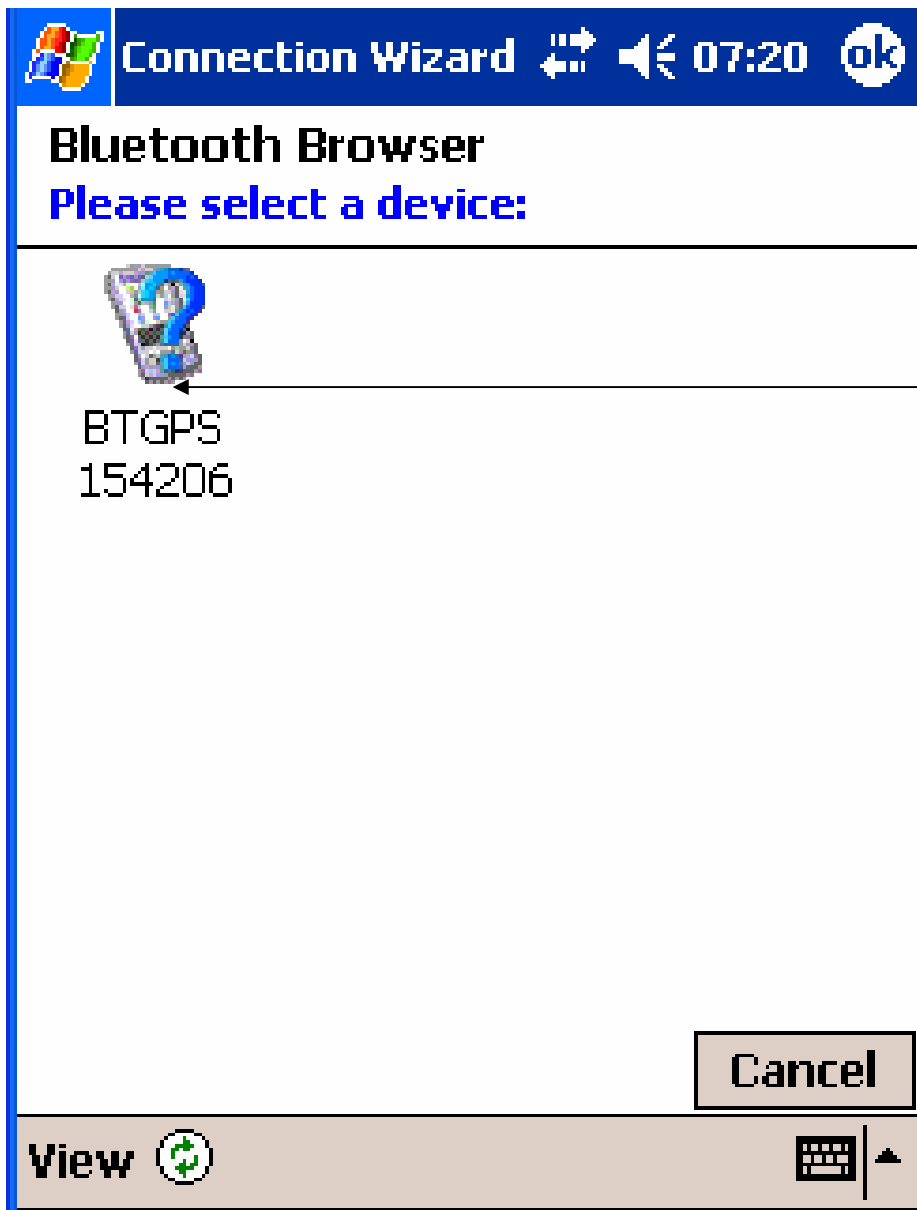 Connection Wizard 07:20 ok
Bluetooth Browser
Please select a device:
BTGPS
154206
Cancel
View